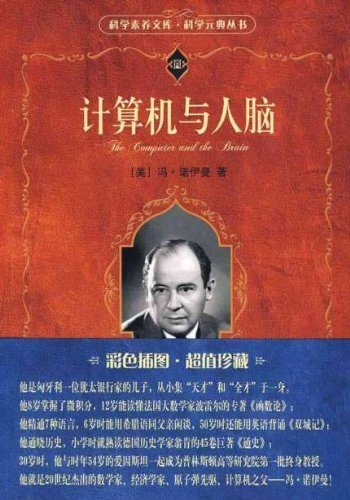 科学素养文库·科学元典丛书
计算机与人脑
The Computer and the Brain
[美] 冯·诺伊曼 著
彩色插图·超值珍藏
他是匈牙利一位犹太银行家的儿子，从小集“天才”和“全才”于一身。
他8岁掌握了微积分，12岁能读懂法国大数学家波雷尔的专著《函数论》；
他精通7种语言，6岁时能用希腊语同父亲闲谈，50岁时还能用英语背诵《双城记》；
他通晓历史，小学时就熟读德国历史学家翁肯的45卷巨著《通史》；
30岁时，他与时年54岁的爱因斯坦一起成为普林斯顿高等研究院第一批终身教授。
他就是20世纪杰出的数学家，经济学家，原子弹先驱，计算机之父——冯·诺伊曼！